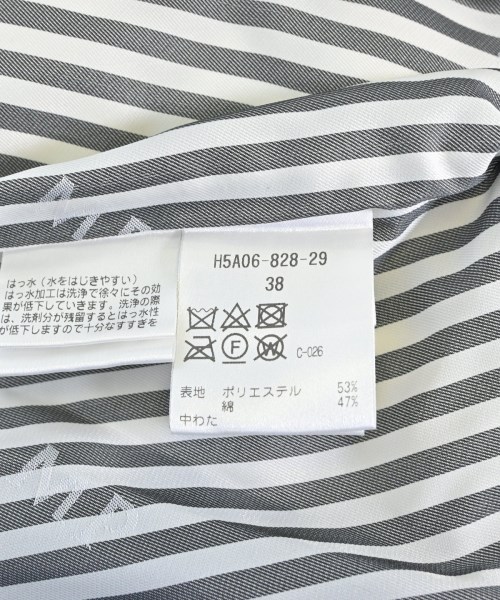 はっ水（水をはじきやすい）
はっ水加工は洗浄で徐々にその効
果が低下していきます。洗浄の際
は、洗剤分が残留するとはっ水性
が低下しますので十分なすすぎを
H5A06-828-29
38
F W C-026
表地 ポリエステル 53%
綿 47%
中わた